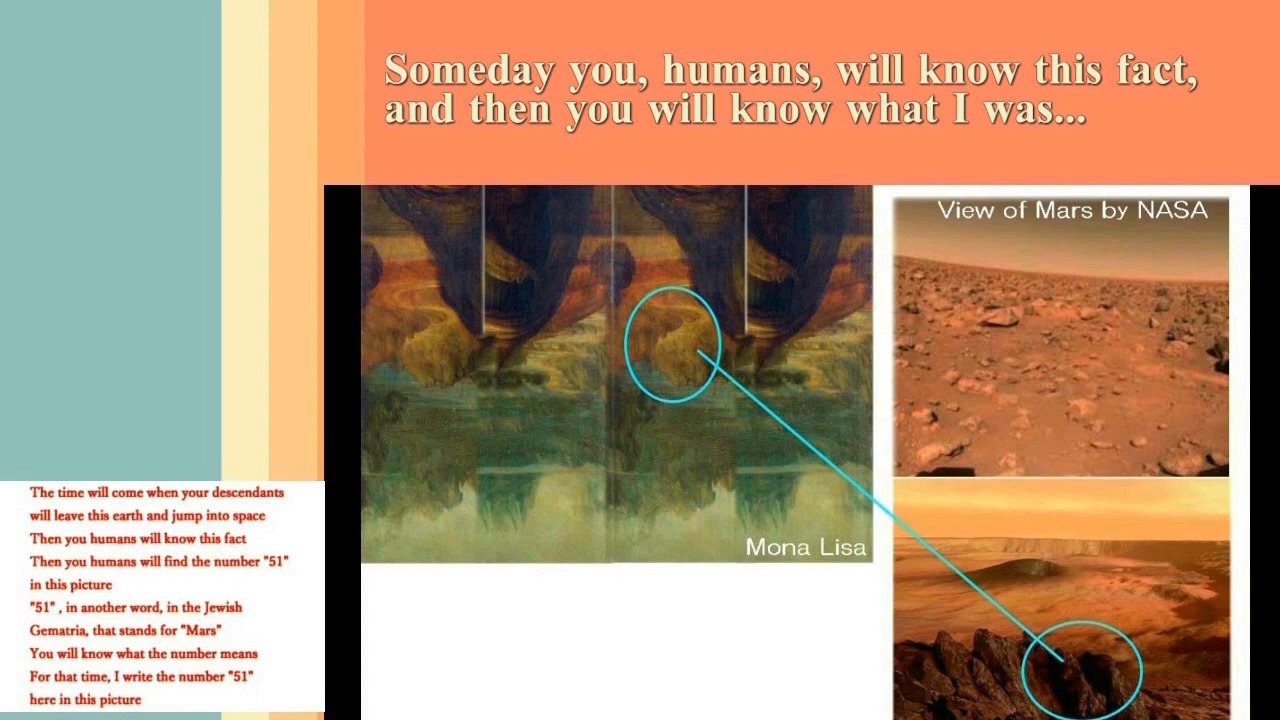 Someday you, humans, will know this fact,
and then you will know what I was...
View of Mars by NASA
Mona Lisa
The time will come when your descendants
will leave this earth and jump into space
Then you humans will know this fact
Then you humans will find the number "51"
in this picture
"51" , in another word, in the Jewish
Gematria, that stands for "Mars"
You will know what the number means
For that time, I write the number "51"
here in this picture